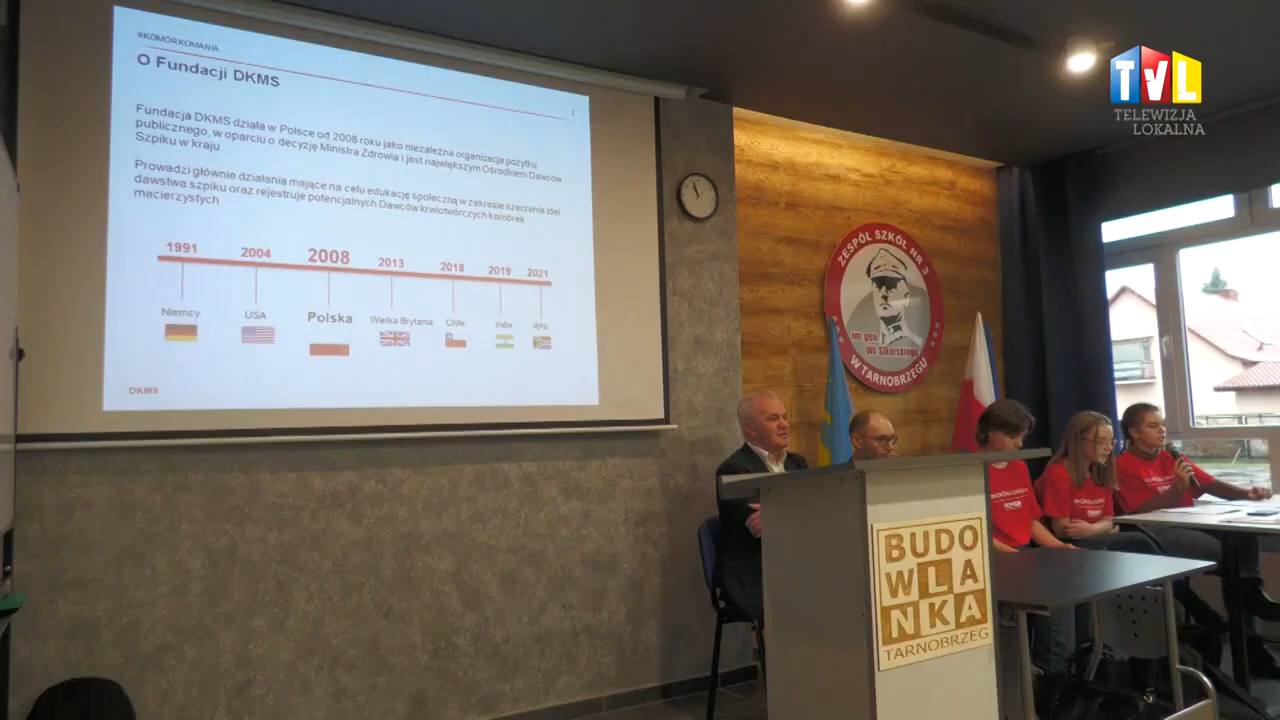 #KOMÓRKOMANIA
O Fundacji DKMS
2
Fundacja DKMS działa w Polsce od 2008 roku jako niezależna organizacja pożytku
publicznego, w oparciu o decyzję Ministra Zdrowia i jest największym Ośrodkiem Dawców
Szpiku w kraju.
Prowadzi głównie działania mające na celu edukację społeczną w zakresie szerzenia idei
dawstwa szpiku oraz rejestruje potencjalnych Dawców krwiotwórczych komórek
macierzystych.
1991 2004 2008 2013 2018 2019 2021
Niemcy USA Polska Wielka Brytania Chile Indie RPA
DKMS
TVL
TELEWIZJA
LOKALNA
ZESPÓŁ SZKÓŁ NR 3
im. gen.
Wł. Sikorskiego
W TARNOBRZEGU
BUDO
WLA
NKA
TARNOBRZEG